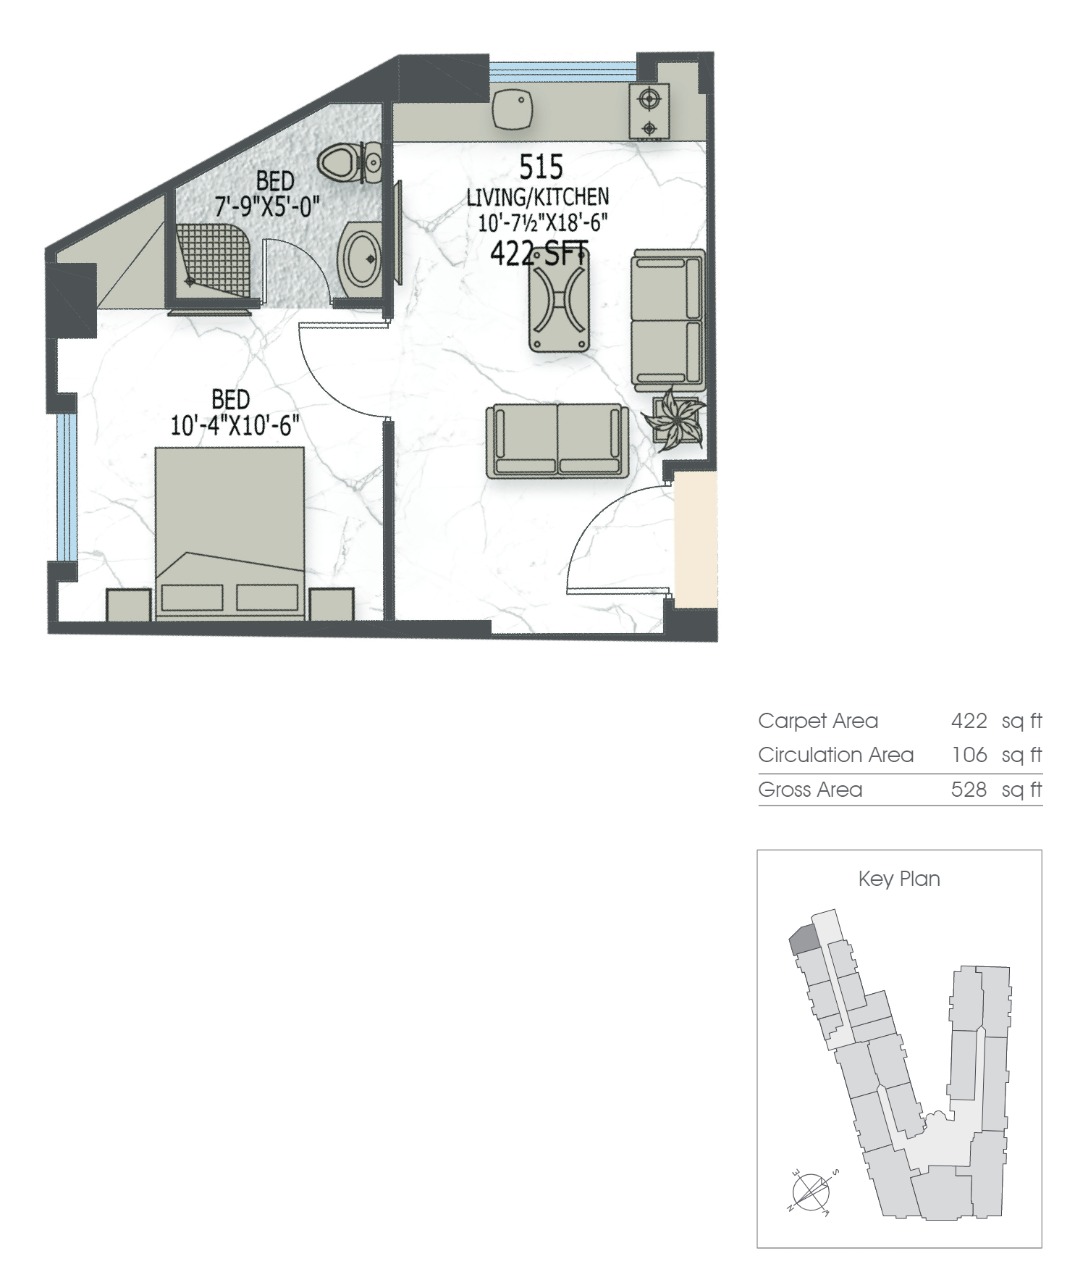 515
LIVING/KITCHEN
10'-7½"X18'-6"
422 SFT
BED
7'-9"X5'-0"
BED
10'-4"X10'-6"
Carpet Area 422 sq ft
Circulation Area 106 sq ft
Gross Area 528 sq ft
Key Plan
E S
N W